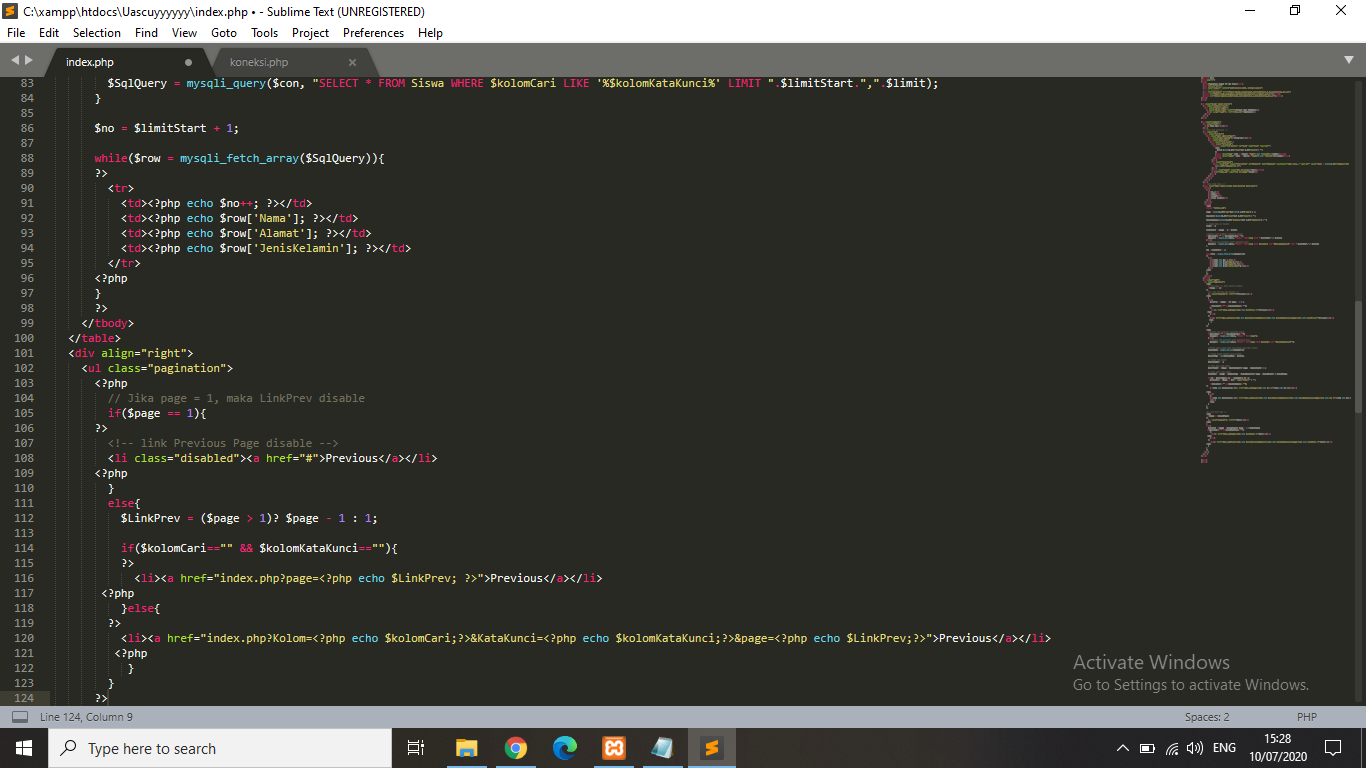 C:\xampp\htdocs\Uascuyyyyyy\index.php • - Sublime Text (UNREGISTERED)
File Edit Selection Find View Goto Tools Project Preferences Help
index.php koneksi.php
83 $SqlQuery = mysqli_query($con, "SELECT * FROM Siswa WHERE $kolomCari LIKE '%$kolomKataKunci%' LIMIT ".$limitStart.",".$limit);
84 }
85
86 $no = $limitStart + 1;
87
88 while($row = mysqli_fetch_array($SqlQuery)){
89 ?>
90 <tr>
91 <td><?php echo $no++; ?></td>
92 <td><?php echo $row['Nama']; ?></td>
93 <td><?php echo $row['Alamat']; ?></td>
94 <td><?php echo $row['JenisKelamin']; ?></td>
95 </tr>
96 <?php
97 }
98 ?>
99 </tbody>
100 </table>
101 <div align="right">
102 <ul class="pagination">
103 <?php
104 // Jika page = 1, maka LinkPrev disable
105 if($page == 1){
106 ?>
107 <!-- link Previous Page disable -->
108 <li class="disabled"><a href="#">Previous</a></li>
109 <?php
110 }
111 else{
112 $LinkPrev = ($page > 1)? $page - 1 : 1;
113
114 if($kolomCari=="" && $kolomKataKunci==""){
115 ?>
116 <li><a href="index.php?page=<?php echo $LinkPrev; ?>">Previous</a></li>
117 <?php
118 }else{
119 ?>
120 <li><a href="index.php?Kolom=<?php echo $kolomCari;?>&KataKunci=<?php echo $kolomKataKunci;?>&page=<?php echo $LinkPrev;?>">Previous</a></li>
121 <?php
122 }
123 }
124 ?>
Activate Windows
Go to Settings to activate Windows.
Line 124, Column 9 Spaces: 2 PHP
Type here to search
ENG
15:28
10/07/2020